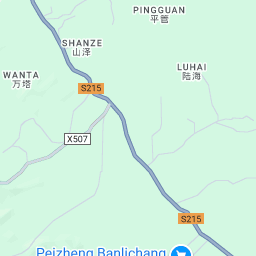 PINGGUAN
平管
SHANZE
山泽
LUHAI
陆海
WANTA
万塔
S215
X507
S215
Peizheng Banlichang